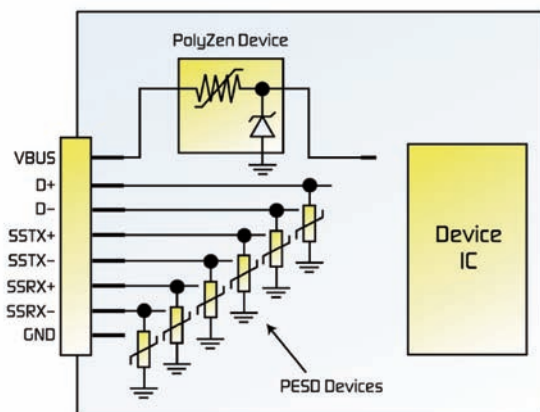 PolyZen Device
VBUS
D+
D-
SSTX+
SSTX-
SSRX+
SSRX-
GND
Device
IC
PESD Devices